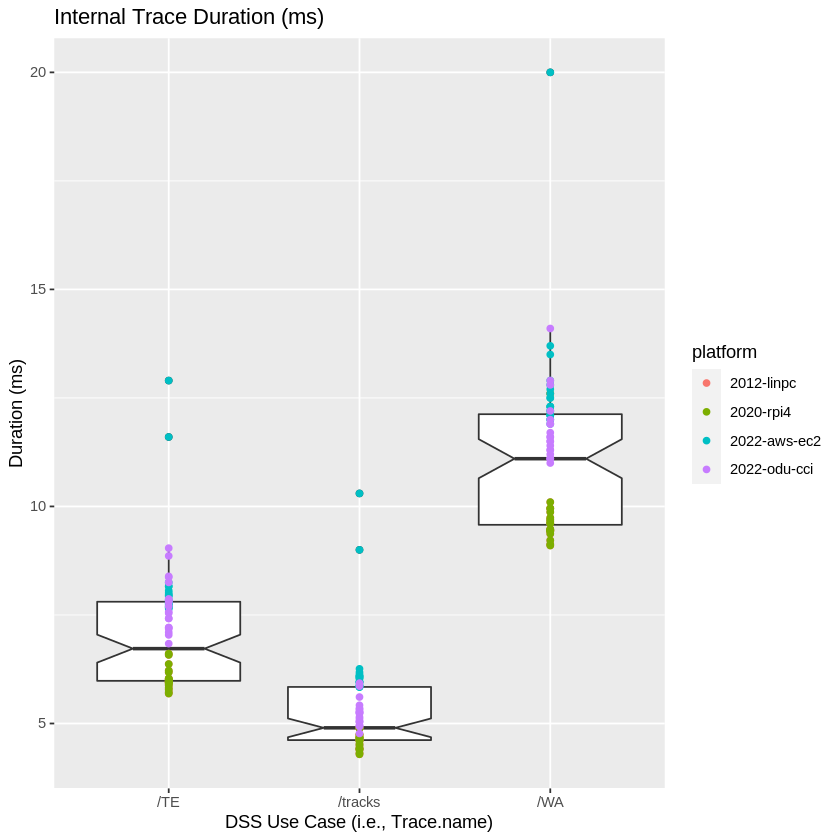 Internal Trace Duration (ms)
20
15
10
5
Duration (ms)
/TE
/tracks
/WA
DSS Use Case (i.e., Trace.name)
platform
2012-linpc
2020-rpi4
2022-aws-ec2
2022-odu-cci